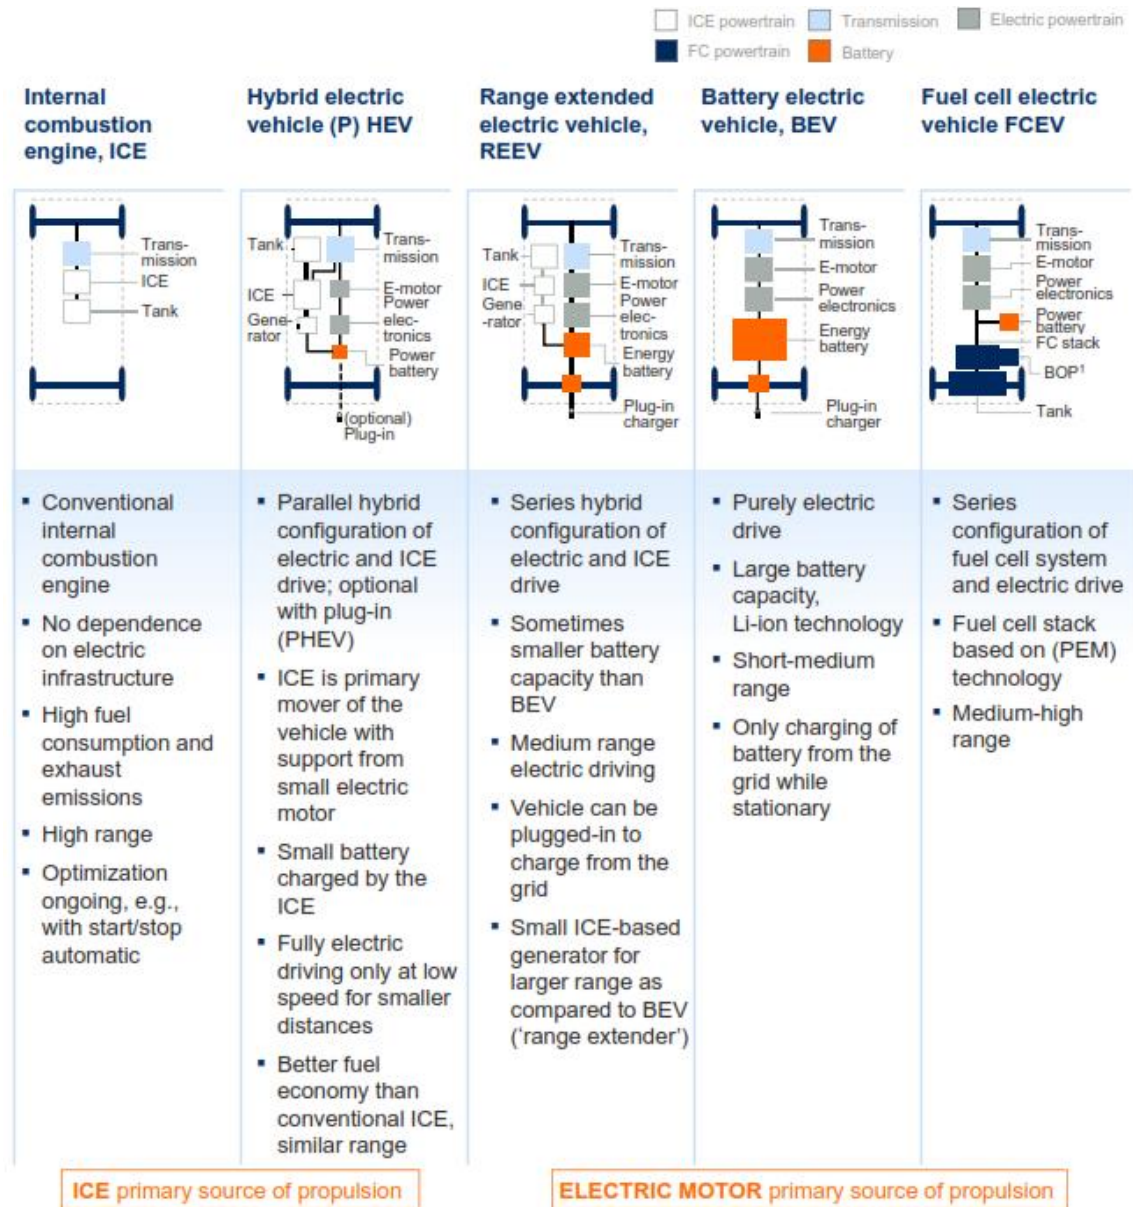 ICE powertrain
Transmission
Electric powertrain
FC powertrain
Battery
Internal
combustion
engine, ICE
Trans-
mission
ICE
Tank
▪ Conventional
internal
combustion
engine
▪ No dependence
on electric
infrastructure
▪ High fuel
consumption and
exhaust
emissions
▪ High range
▪ Optimization
ongoing, e.g.,
with start/stop
automatic
Hybrid electric
vehicle (P) HEV
Tank
Trans-
mission
ICE
E-motor
Power
elec-
tronics
Gene-
rator
Power
battery
(optional)
Plug-in
▪ Parallel hybrid
configuration of
electric and ICE
drive; optional
with plug-in
(PHEV)
▪ ICE is primary
mover of the
vehicle with
support from
small electric
motor
▪ Small battery
charged by the
ICE
▪ Fully electric
driving only at low
speed for smaller
distances
▪ Better fuel
economy than
conventional ICE,
similar range
Range extended
electric vehicle,
REEV
Tank
Trans-
mission
ICE
E-motor
Gene
-rator
Power
elec-
tronics
Energy
battery
Plug-in
charger
▪ Series hybrid
configuration of
electric and ICE
drive
▪ Sometimes
smaller battery
capacity than
BEV
▪ Medium range
electric driving
▪ Vehicle can be
plugged-in to
charge from the
grid
▪ Small ICE-based
generator for
larger range as
compared to BEV
(‘range extender’)
Battery electric
vehicle, BEV
Trans-
mission
E-motor
Power
electronics
Energy
battery
Plug-in
charger
▪ Purely electric
drive
▪ Large battery
capacity,
Li-ion technology
▪ Short-medium
range
▪ Only charging of
battery from the
grid while
stationary
Fuel cell electric
vehicle FCEV
Trans-
mission
E-motor
Power
electronics
Power
battery
FC stack
BOP¹
Tank
▪ Series
configuration of
fuel cell system
and electric drive
▪ Fuel cell stack
based on (PEM)
technology
▪ Medium-high
range
ICE primary source of propulsion
ELECTRIC MOTOR primary source of propulsion